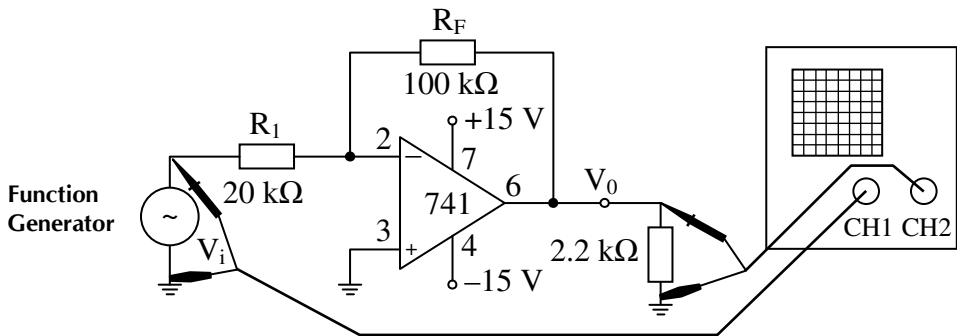 R_F
100 kΩ
+15 V
R_1
2
−
7
20 kΩ
741
6
V_0
Function
Generator
~
V_i
3
+
4
−15 V
2.2 kΩ
CH1
CH2